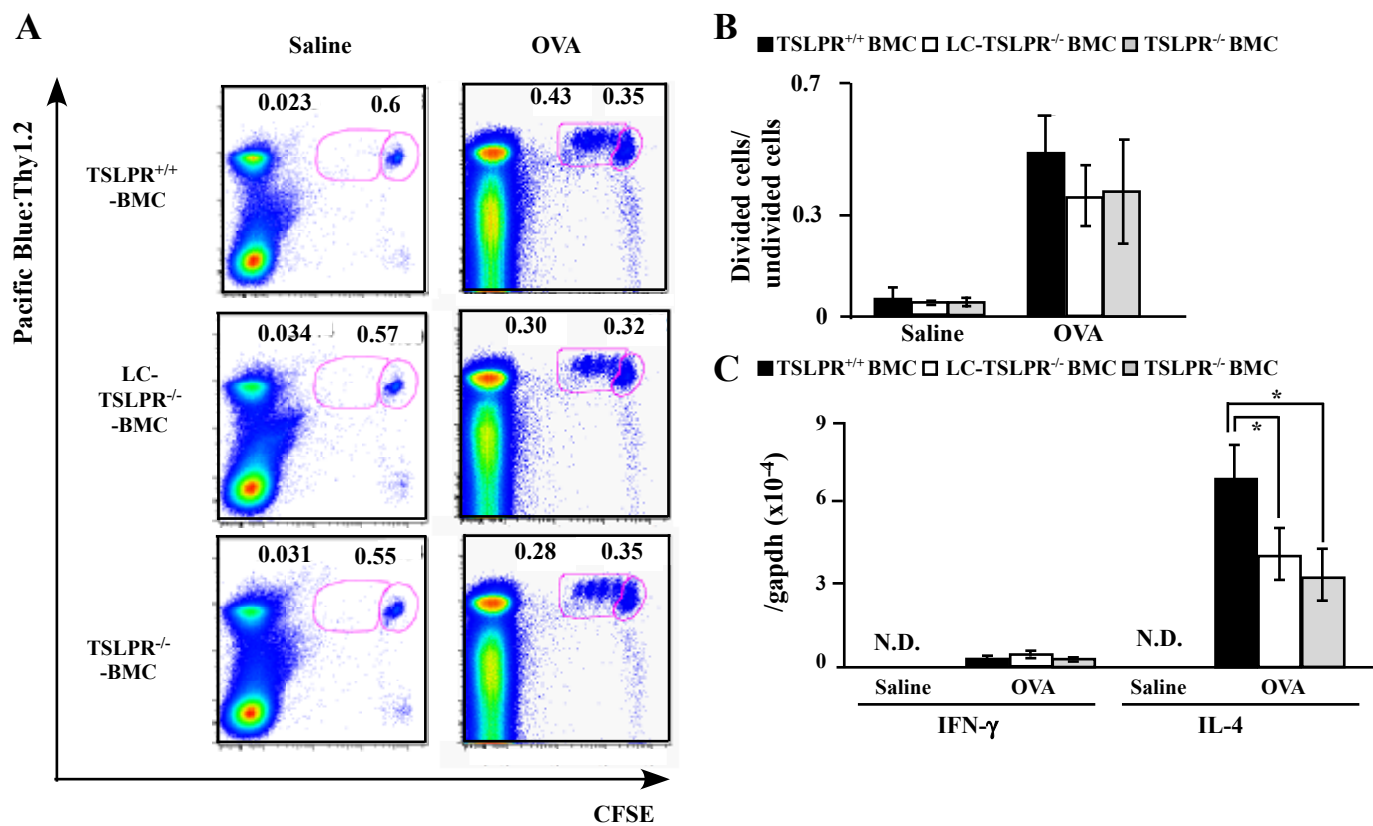 A
Saline OVA
Pacific Blue:Thy1.2
TSLPR+/+
-BMC
0.023 0.6
0.43 0.35
LC-
TSLPR-/-
-BMC
0.034 0.57
0.30 0.32
TSLPR-/-
-BMC
0.031 0.55
0.28 0.35
CFSE
B
TSLPR+/+ BMC LC-TSLPR-/- BMC TSLPR-/- BMC
Divided cells/
undivided cells
0.7
0.3
0
Saline OVA
C
TSLPR+/+ BMC LC-TSLPR-/- BMC TSLPR-/- BMC
/gapdh (x10-4)
9
6
3
0
*
*
N.D. N.D.
Saline OVA Saline OVA
IFN-γ IL-4